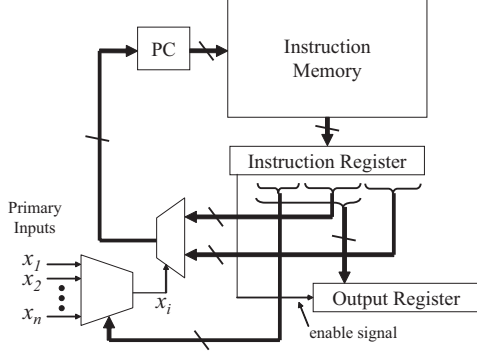 PC
Instruction
Memory
Instruction Register
Primary
Inputs
x1
x2
xn
xi
Output Register
enable signal